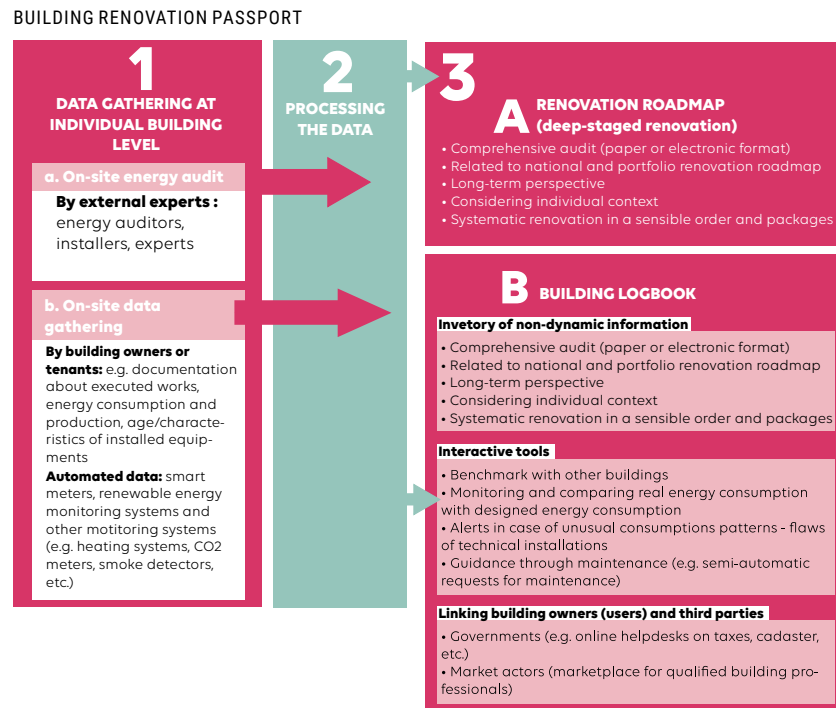 BUILDING RENOVATION PASSPORT
1
DATA GATHERING AT
INDIVIDUAL BUILDING
LEVEL
a. On-site energy audit
By external experts :
energy auditors,
installers, experts
b. On-site data
gathering
By building owners or
tenants: e.g. documentation
about executed works,
energy consumption and
production, age/characte-
ristics of installed equip-
ments
Automated data: smart
meters, renewable energy
monitoring systems and
other motitoring systems
(e.g. heating systems, CO2
meters, smoke detectors,
etc.)
2
PROCESSING
THE DATA
3
A RENOVATION ROADMAP
(deep-staged renovation)
• Comprehensive audit (paper or electronic format)
• Related to national and portfolio renovation roadmap
• Long-term perspective
• Considering individual context
• Systematic renovation in a sensible order and packages
B BUILDING LOGBOOK
Invetory of non-dynamic information
• Comprehensive audit (paper or electronic format)
• Related to national and portfolio renovation roadmap
• Long-term perspective
• Considering individual context
• Systematic renovation in a sensible order and packages
Interactive tools
• Benchmark with other buildings
• Monitoring and comparing real energy consumption
with designed energy consumption
• Alerts in case of unusual consumptions patterns - flaws
of technical installations
• Guidance through maintenance (e.g. semi-automatic
requests for maintenance)
Linking building owners (users) and third parties
• Governments (e.g. online helpdesks on taxes, cadaster,
etc.)
• Market actors (marketplace for qualified building pro-
fessionals)